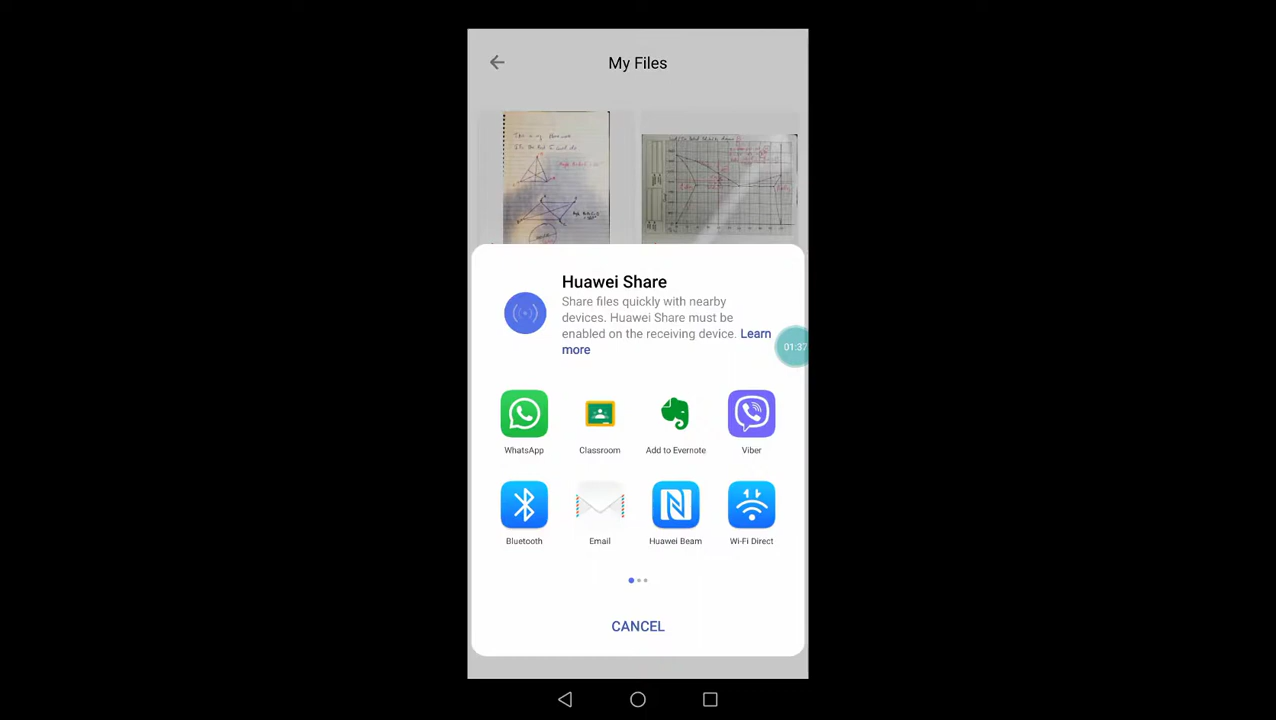 My Files
Huawei Share
Share files quickly with nearby
devices. Huawei Share must be
enabled on the receiving device. Learn
more
01:37
WhatsApp
Classroom
Add to Evernote
Viber
Bluetooth
Email
Huawei Beam
Wi-Fi Direct
CANCEL